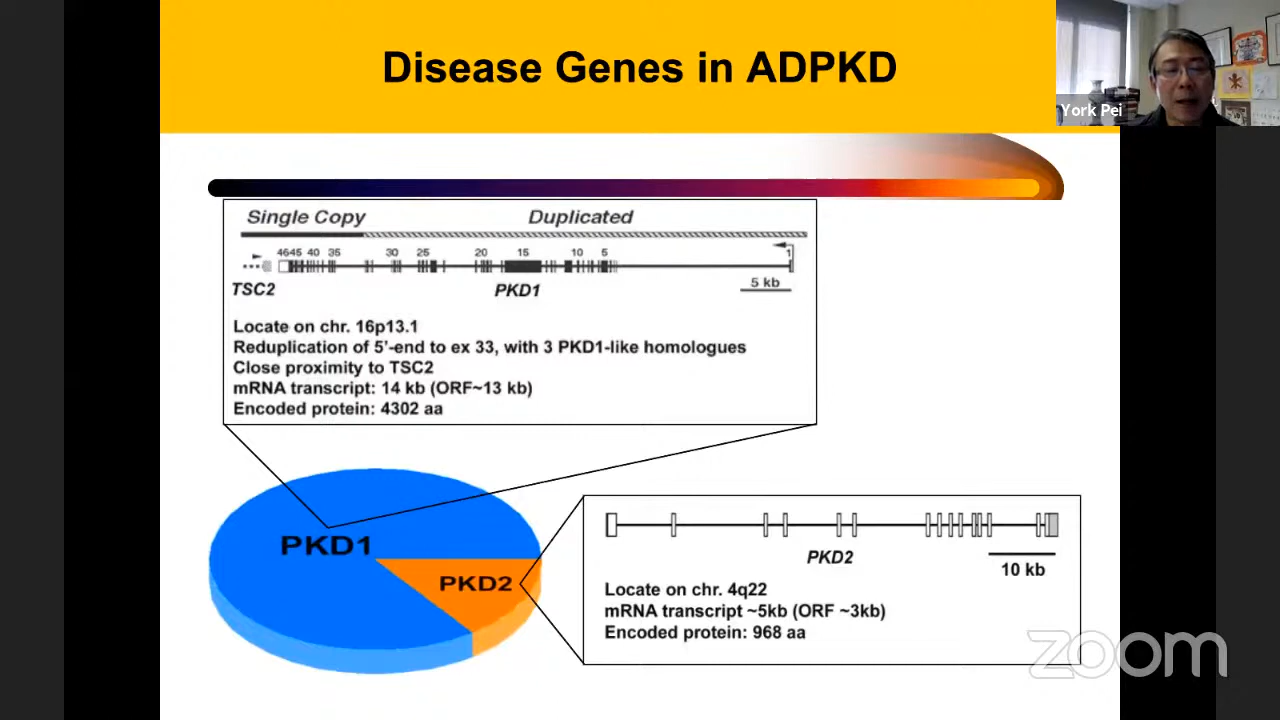 Disease Genes in ADPKD
York Pei
Single Copy Duplicated
4645 40 35 30 25 20 15 10 5 1
5 kb
TSC2 PKD1
Locate on chr. 16p13.1
Reduplication of 5'-end to ex 33, with 3 PKD1-like homologues
Close proximity to TSC2
mRNA transcript: 14 kb (ORF~13 kb)
Encoded protein: 4302 aa
PKD1
PKD2
PKD2
10 kb
Locate on chr. 4q22
mRNA transcript ~5kb (ORF ~3kb)
Encoded protein: 968 aa
zoom